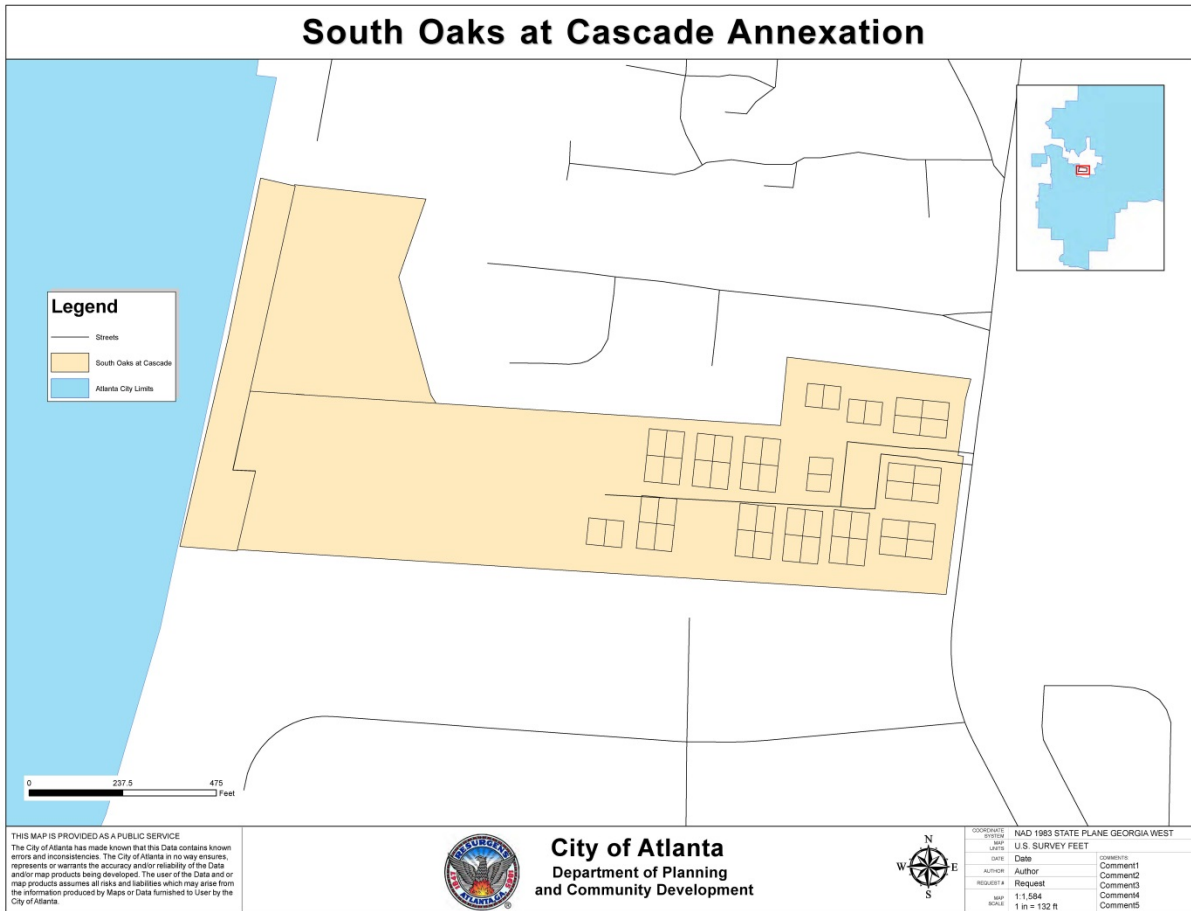 South Oaks at Cascade Annexation
Legend
Streets
South Oaks at Cascade
Atlanta City Limits
0 237.5 475
Feet
THIS MAP IS PROVIDED AS A PUBLIC SERVICE
The City of Atlanta has made known that this Data contains known
errors and inconsistencies. The City of Atlanta in no way ensures,
represents or warrants the accuracy and/or reliability of the Data
and/or map products being developed. The user of the Data and or
map products assumes all risks and liabilities which may arise from
the information produced by Maps or Data furnished to User by the
City of Atlanta.
RESURGENS
1847 1865
ATLANTA, GA.
®
City of Atlanta
Department of Planning
and Community Development
N
W E
S
COORDINATE SYSTEM NAD 1983 STATE PLANE GEORGIA WEST
MAP UNITS U.S. SURVEY FEET
DATE Date
AUTHOR Author
REQUEST # Request
MAP SCALE 1:1,584
1 in = 132 ft
COMMENTS:
Comment1
Comment2
Comment3
Comment4
Comment5